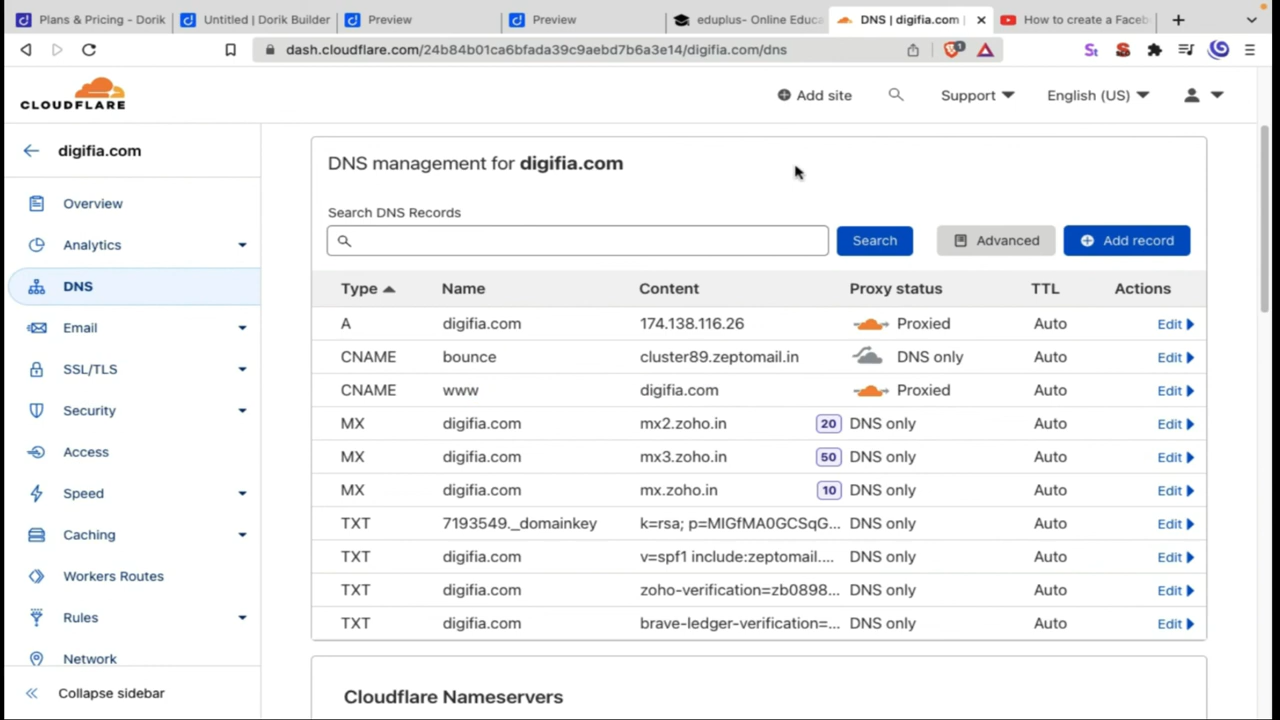 Plans & Pricing - Dorik
Untitled | Dorik Builder
Preview
Preview
eduplus- Online Educa
DNS | digifia.com |
How to create a Faceb
dash.cloudflare.com/24b84b01ca6bfada39c9aebd7b6a3e14/digifia.com/dns
1
St
CLOUDFLARE
Add site
Support
English (US)
digifia.com
Overview
Analytics
DNS
Email
SSL/TLS
Security
Access
Speed
Caching
Workers Routes
Rules
Network
Collapse sidebar
DNS management for digifia.com
Search DNS Records
Search
Advanced
Add record
Type Name Content Proxy status TTL Actions
A digifia.com 174.138.116.26 Proxied Auto Edit
CNAME bounce cluster89.zeptomail.in DNS only Auto Edit
CNAME www digifia.com Proxied Auto Edit
MX digifia.com mx2.zoho.in 20 DNS only Auto Edit
MX digifia.com mx3.zoho.in 50 DNS only Auto Edit
MX digifia.com mx.zoho.in 10 DNS only Auto Edit
TXT 7193549._domainkey k=rsa; p=MIGfMA0GCSqG... DNS only Auto Edit
TXT digifia.com v=spf1 include:zeptomail.... DNS only Auto Edit
TXT digifia.com zoho-verification=zb0898... DNS only Auto Edit
TXT digifia.com brave-ledger-verification=... DNS only Auto Edit
Cloudflare Nameservers